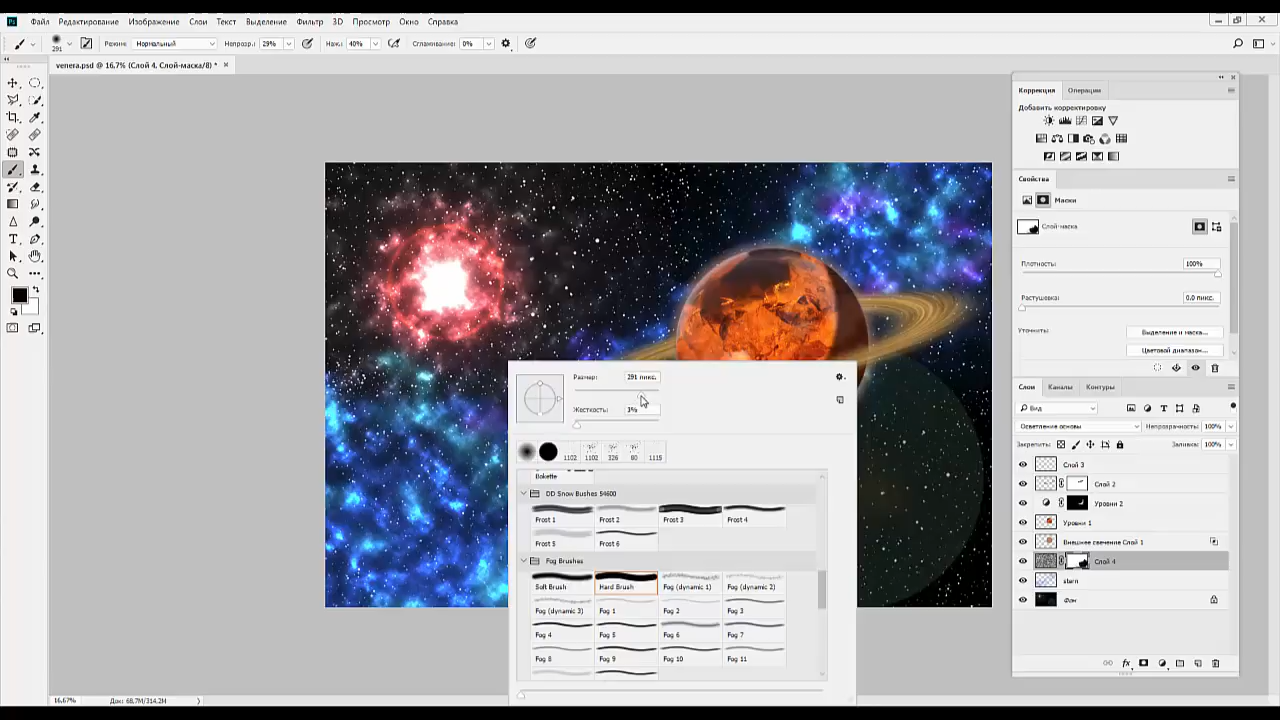 Ps Файл Редактирование Изображение Слои Текст Выделение Фильтр 3D Просмотр Окно Справка
291 Режим: Нормальный Непрозр.: 29% Наж.: 40% Сглаживание: 0%
venera.psd @ 16,7% (Слой 4, Слой-маска/8) *
Коррекция Операции
Добавить корректировку
Свойства
Маски
Слой-маска
Плотность: 100%
Растушевка: 0.0 пикс.
Уточнить:
Выделение и маска...
Цветовой диапазон...
Слои Каналы Контуры
Вид
Осветление основы Непрозрачность: 100%
Закрепить: Заливка: 100%
Слой 3
Слой 2
Уровни 2
Уровни 1
Внешнее свечение Слой 1
Слой 4
stern
Фон
Размер: 291 пикс.
Жесткость: 3%
1102 1102 326 80 1115
Bokette
DD Snow Bushes 54600
Frost 1 Frost 2 Frost 3 Frost 4
Frost 5 Frost 6
Fog Brushes
Soft Brush Hard Brush Fog (dynamic 1) Fog (dynamic 2)
Fog (dynamic 3) Fog 1 Fog 2 Fog 3
Fog 4 Fog 5 Fog 6 Fog 7
Fog 8 Fog 9 Fog 10 Fog 11
16,67% Док: 68,7M/314,2M